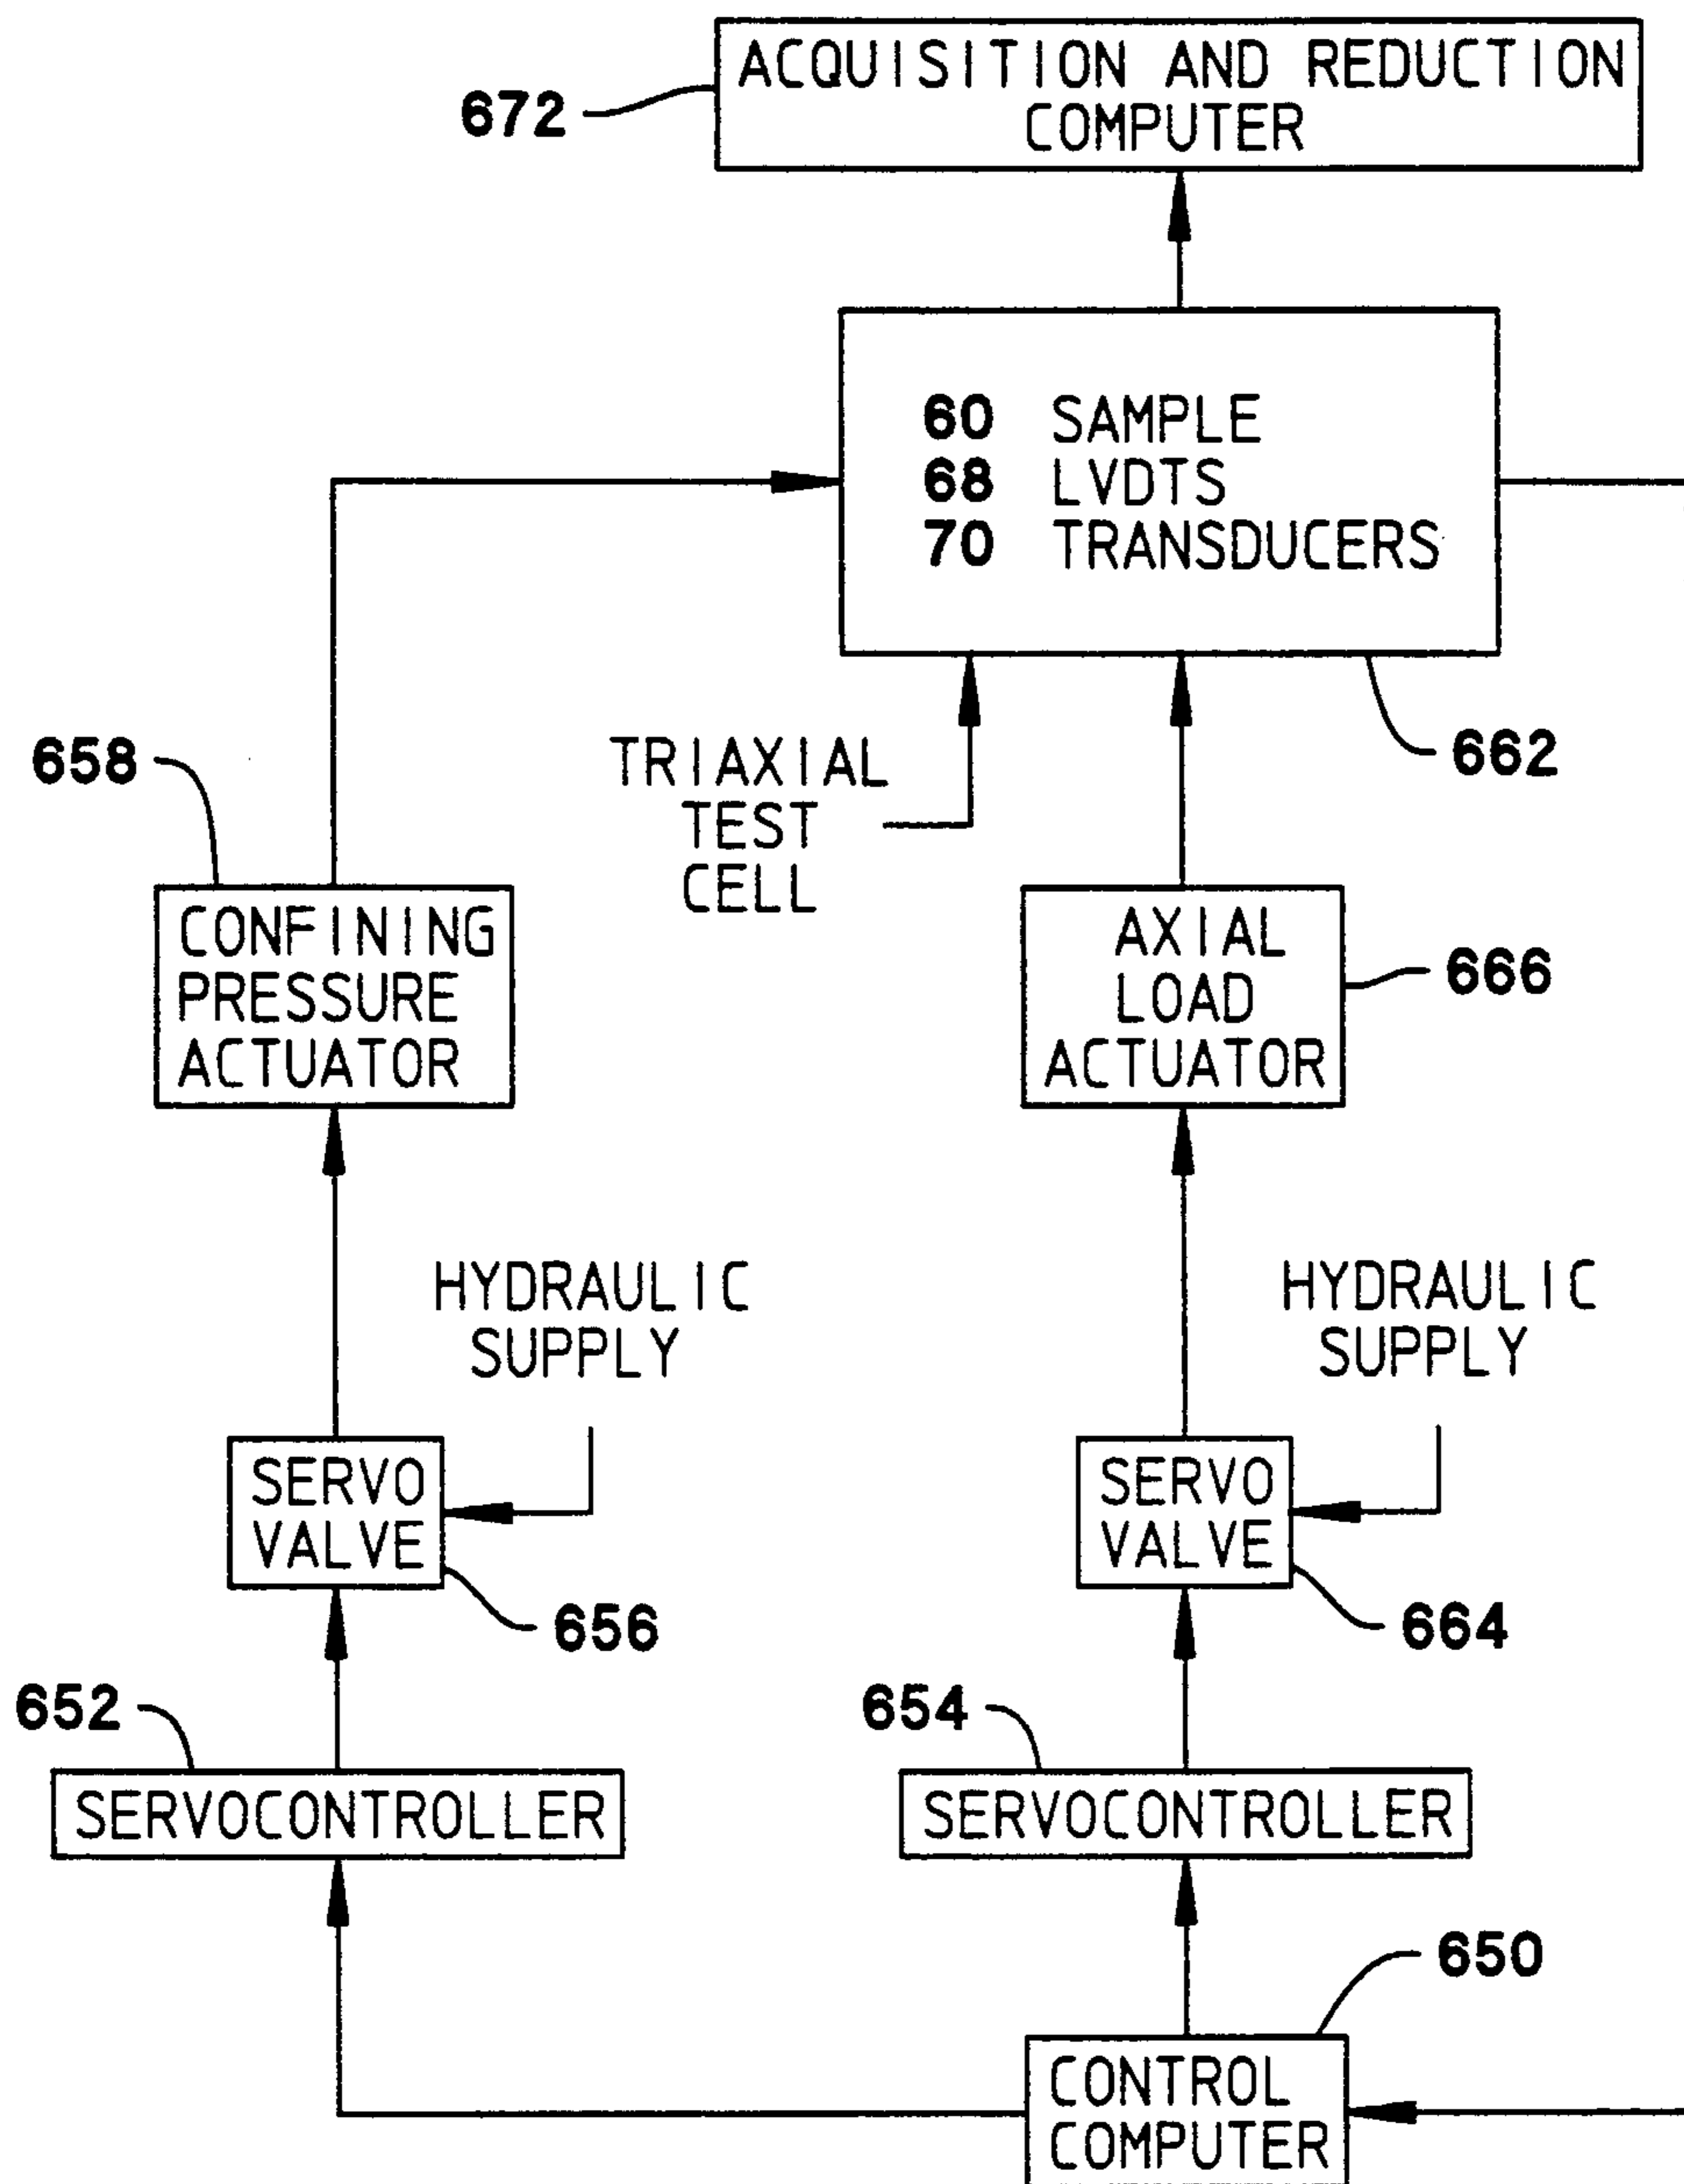 ACQUISITION AND REDUCTION
COMPUTER
672
60 SAMPLE
68 LVDTS
70 TRANSDUCERS
662
658
TRIAXIAL
TEST
CELL
CONFINING
PRESSURE
ACTUATOR
AXIAL
LOAD
ACTUATOR
666
HYDRAULIC
SUPPLY
HYDRAULIC
SUPPLY
SERVO
VALVE
656
SERVO
VALVE
664
652
SERVOCONTROLLER
654
SERVOCONTROLLER
650
CONTROL
COMPUTER